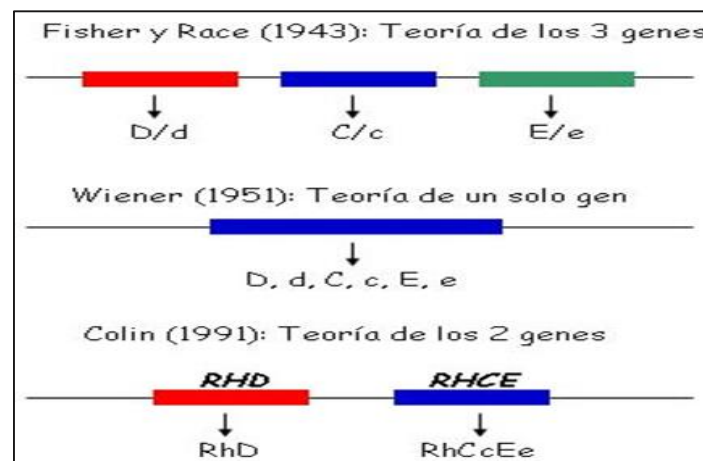 Fisher y Race (1943): Teoría de los 3 genes
D/d C/c E/e
Wiener (1951): Teoría de un solo gen
D, d, C, c, E, e
Colin (1991): Teoría de los 2 genes
RHD RHCE
RhD RhCcEe